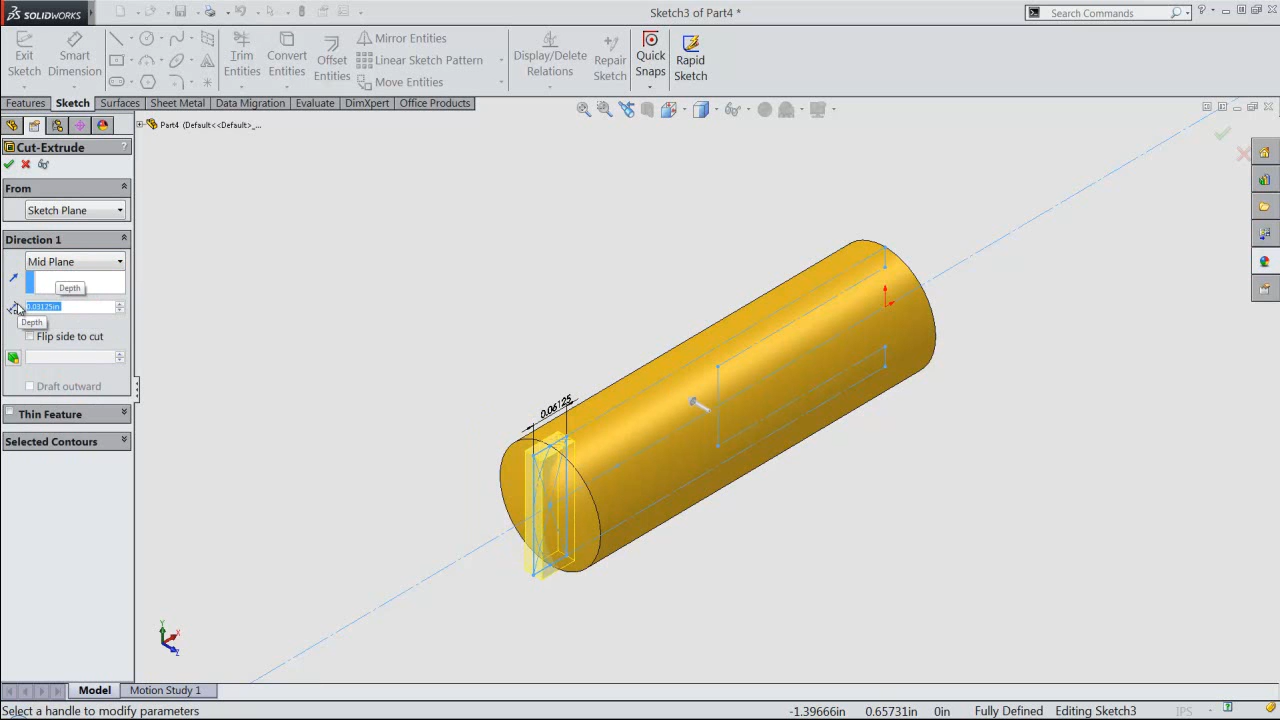 SOLIDWORKS
Sketch3 of Part4 *
Search Commands
Exit Sketch
Smart Dimension
Trim Entities
Convert Entities
Offset Entities
Mirror Entities
Linear Sketch Pattern
Move Entities
Display/Delete Relations
Repair Sketch
Quick Snaps
Rapid Sketch
Features
Sketch
Surfaces
Sheet Metal
Data Migration
Evaluate
DimXpert
Office Products
Part4 (Default<<Default>_...
Cut-Extrude
?
From
Sketch Plane
Direction 1
Mid Plane
Depth
0.03175in
Depth
Flip side to cut
Draft outward
Thin Feature
Selected Contours
0.06125
Y
X
Z
Model
Motion Study 1
Select a handle to modify parameters
-1.39666in
0.65731in
0in
Fully Defined
Editing Sketch3
IPS